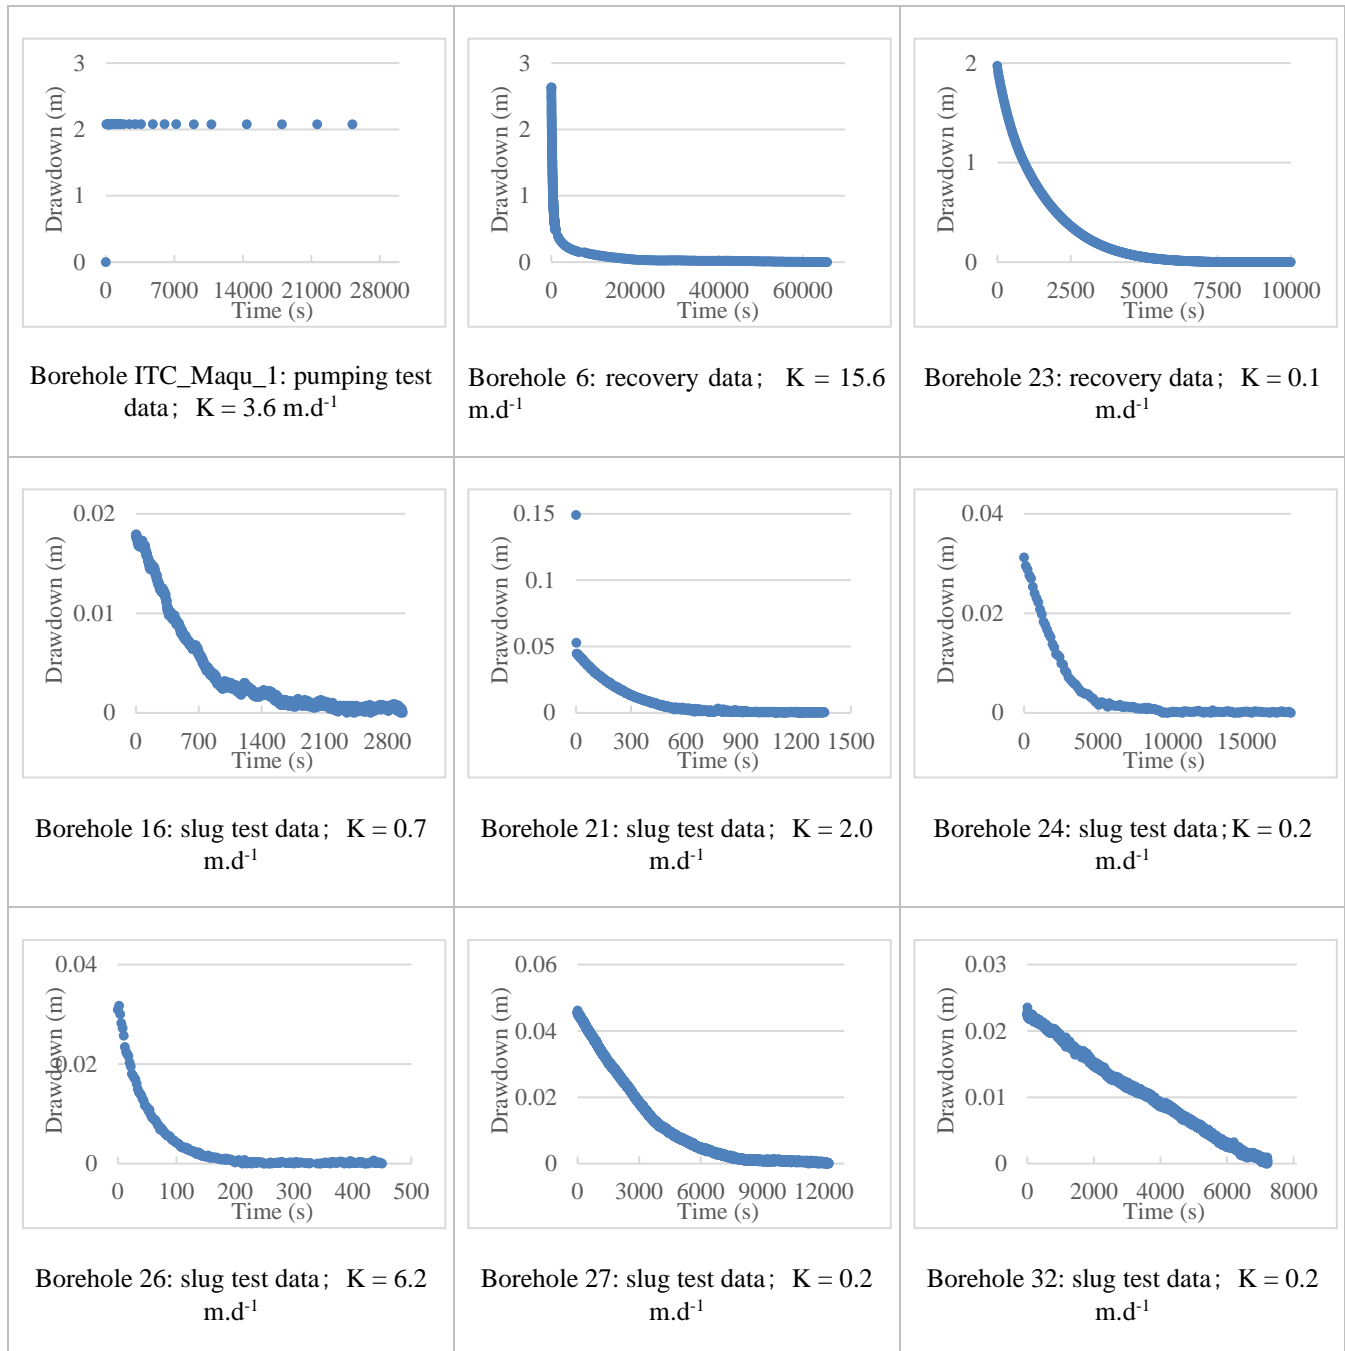 3
2
1
0
Drawdown (m)
0 7000 14000 21000 28000
Time (s)
Borehole ITC_Maqu_1: pumping test
data; K = 3.6 m.d-1
3
2
1
0
Drawdown (m)
0 20000 40000 60000
Time (s)
Borehole 6: recovery data; K = 15.6
m.d-1
2
1
0
Drawdown (m)
0 2500 5000 7500 10000
Time (s)
Borehole 23: recovery data; K = 0.1
m.d-1
0.02
0.01
0
Drawdown (m)
0 700 1400 2100 2800
Time (s)
Borehole 16: slug test data; K = 0.7
m.d-1
0.15
0.1
0.05
0
Drawdown (m)
0 300 600 900 1200 1500
Time (s)
Borehole 21: slug test data; K = 2.0
m.d-1
0.04
0.02
0
Drawdown (m)
0 5000 10000 15000
Time (s)
Borehole 24: slug test data; K = 0.2
m.d-1
0.04
0.02
0
Drawdown (m)
0 100 200 300 400 500
Time (s)
Borehole 26: slug test data; K = 6.2
m.d-1
0.06
0.04
0.02
0
Drawdown (m)
0 3000 6000 9000 12000
Time (s)
Borehole 27: slug test data; K = 0.2
m.d-1
0.03
0.02
0.01
0
Drawdown (m)
0 2000 4000 6000 8000
Time (s)
Borehole 32: slug test data; K = 0.2
m.d-1